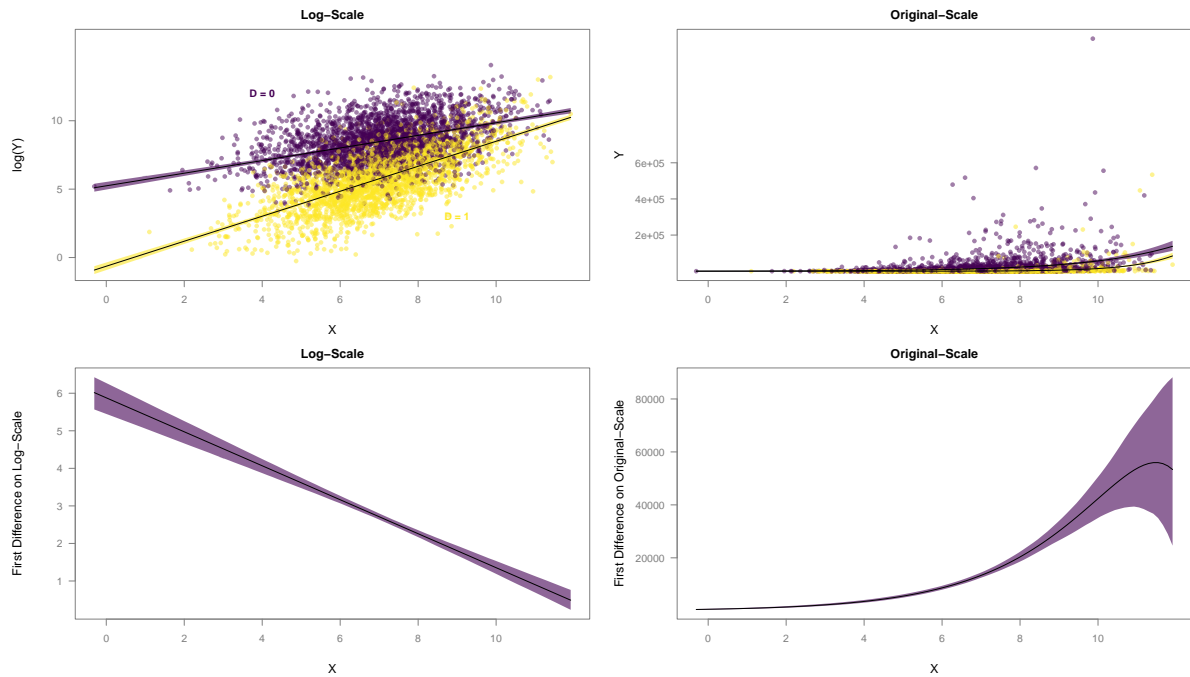 Log−Scale
D = 0
D = 1
log(Y)
10
5
0
0 2 4 6 8 10
X
Original−Scale
Y
6e+05
4e+05
2e+05
0 2 4 6 8 10
X
Log−Scale
First Difference on Log−Scale
6
5
4
3
2
1
0 2 4 6 8 10
X
Original−Scale
First Difference on Original−Scale
80000
60000
40000
20000
0 2 4 6 8 10
X